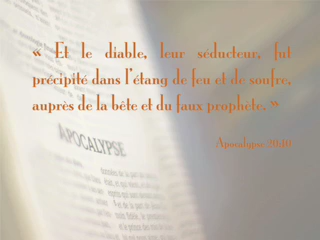 « Et le diable, leur séducteur, fut
précipité dans l'étang de feu et de soufre,
auprès de la bête et du faux prophète. »
Apocalypse 20:10
APOCALYPSE